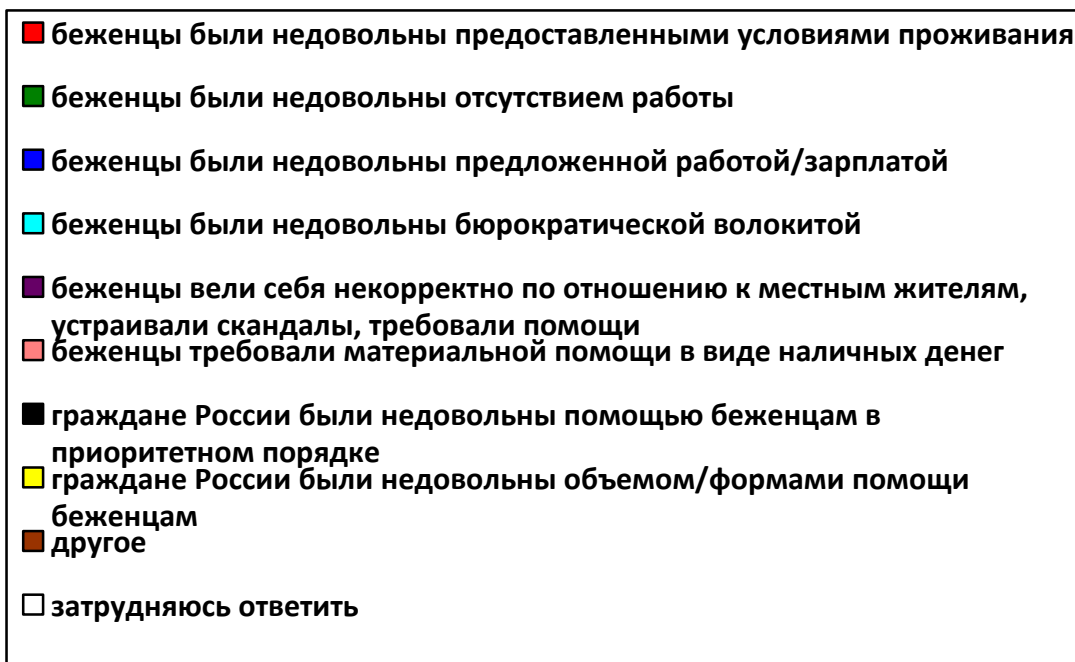 беженцы были недовольны предоставленными условиями проживания
беженцы были недовольны отсутствием работы
беженцы были недовольны предложенной работой/зарплатой
беженцы были недовольны бюрократической волокитой
беженцы вели себя некорректно по отношению к местным жителям,
устраивали скандалы, требовали помощи
беженцы требовали материальной помощи в виде наличных денег
граждане России были недовольны помощью беженцам в
приоритетном порядке
граждане России были недовольны объемом/формами помощи
беженцам
другое
затрудняюсь ответить